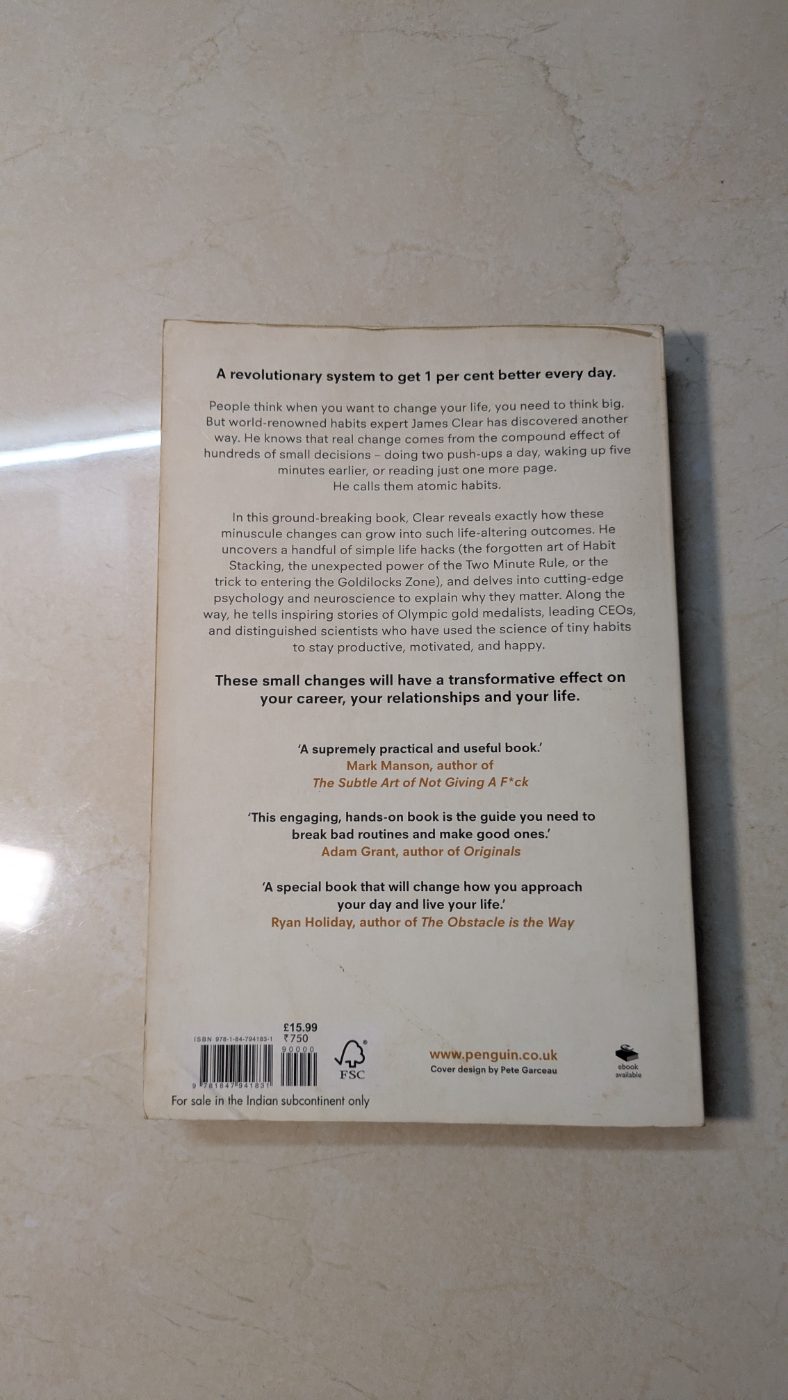 A revolutionary system to get 1 per cent better every day.
People think when you want to change your life, you need to think big.
But world-renowned habits expert James Clear has discovered another
way. He knows that real change comes from the compound effect of
hundreds of small decisions – doing two push-ups a day, waking up five
minutes earlier, or reading just one more page.
He calls them atomic habits.
In this ground-breaking book, Clear reveals exactly how these
minuscule changes can grow into such life-altering outcomes. He
uncovers a handful of simple life hacks (the forgotten art of Habit
Stacking, the unexpected power of the Two Minute Rule, or the
trick to entering the Goldilocks Zone), and delves into cutting-edge
psychology and neuroscience to explain why they matter. Along the
way, he tells inspiring stories of Olympic gold medalists, leading CEOs,
and distinguished scientists who have used the science of tiny habits
to stay productive, motivated, and happy.
These small changes will have a transformative effect on
your career, your relationships and your life.
‘A supremely practical and useful book.’
Mark Manson, author of
The Subtle Art of Not Giving A F*ck
‘This engaging, hands-on book is the guide you need to
break bad routines and make good ones.’
Adam Grant, author of Originals
‘A special book that will change how you approach
your day and live your life.’
Ryan Holiday, author of The Obstacle is the Way
£15.99
ISBN 978-1-84-794183-1 ₹750
90000
9 781847 941831
FSC
®
For sale in the Indian subcontinent only
www.penguin.co.uk
Cover design by Pete Garceau
ebook
available